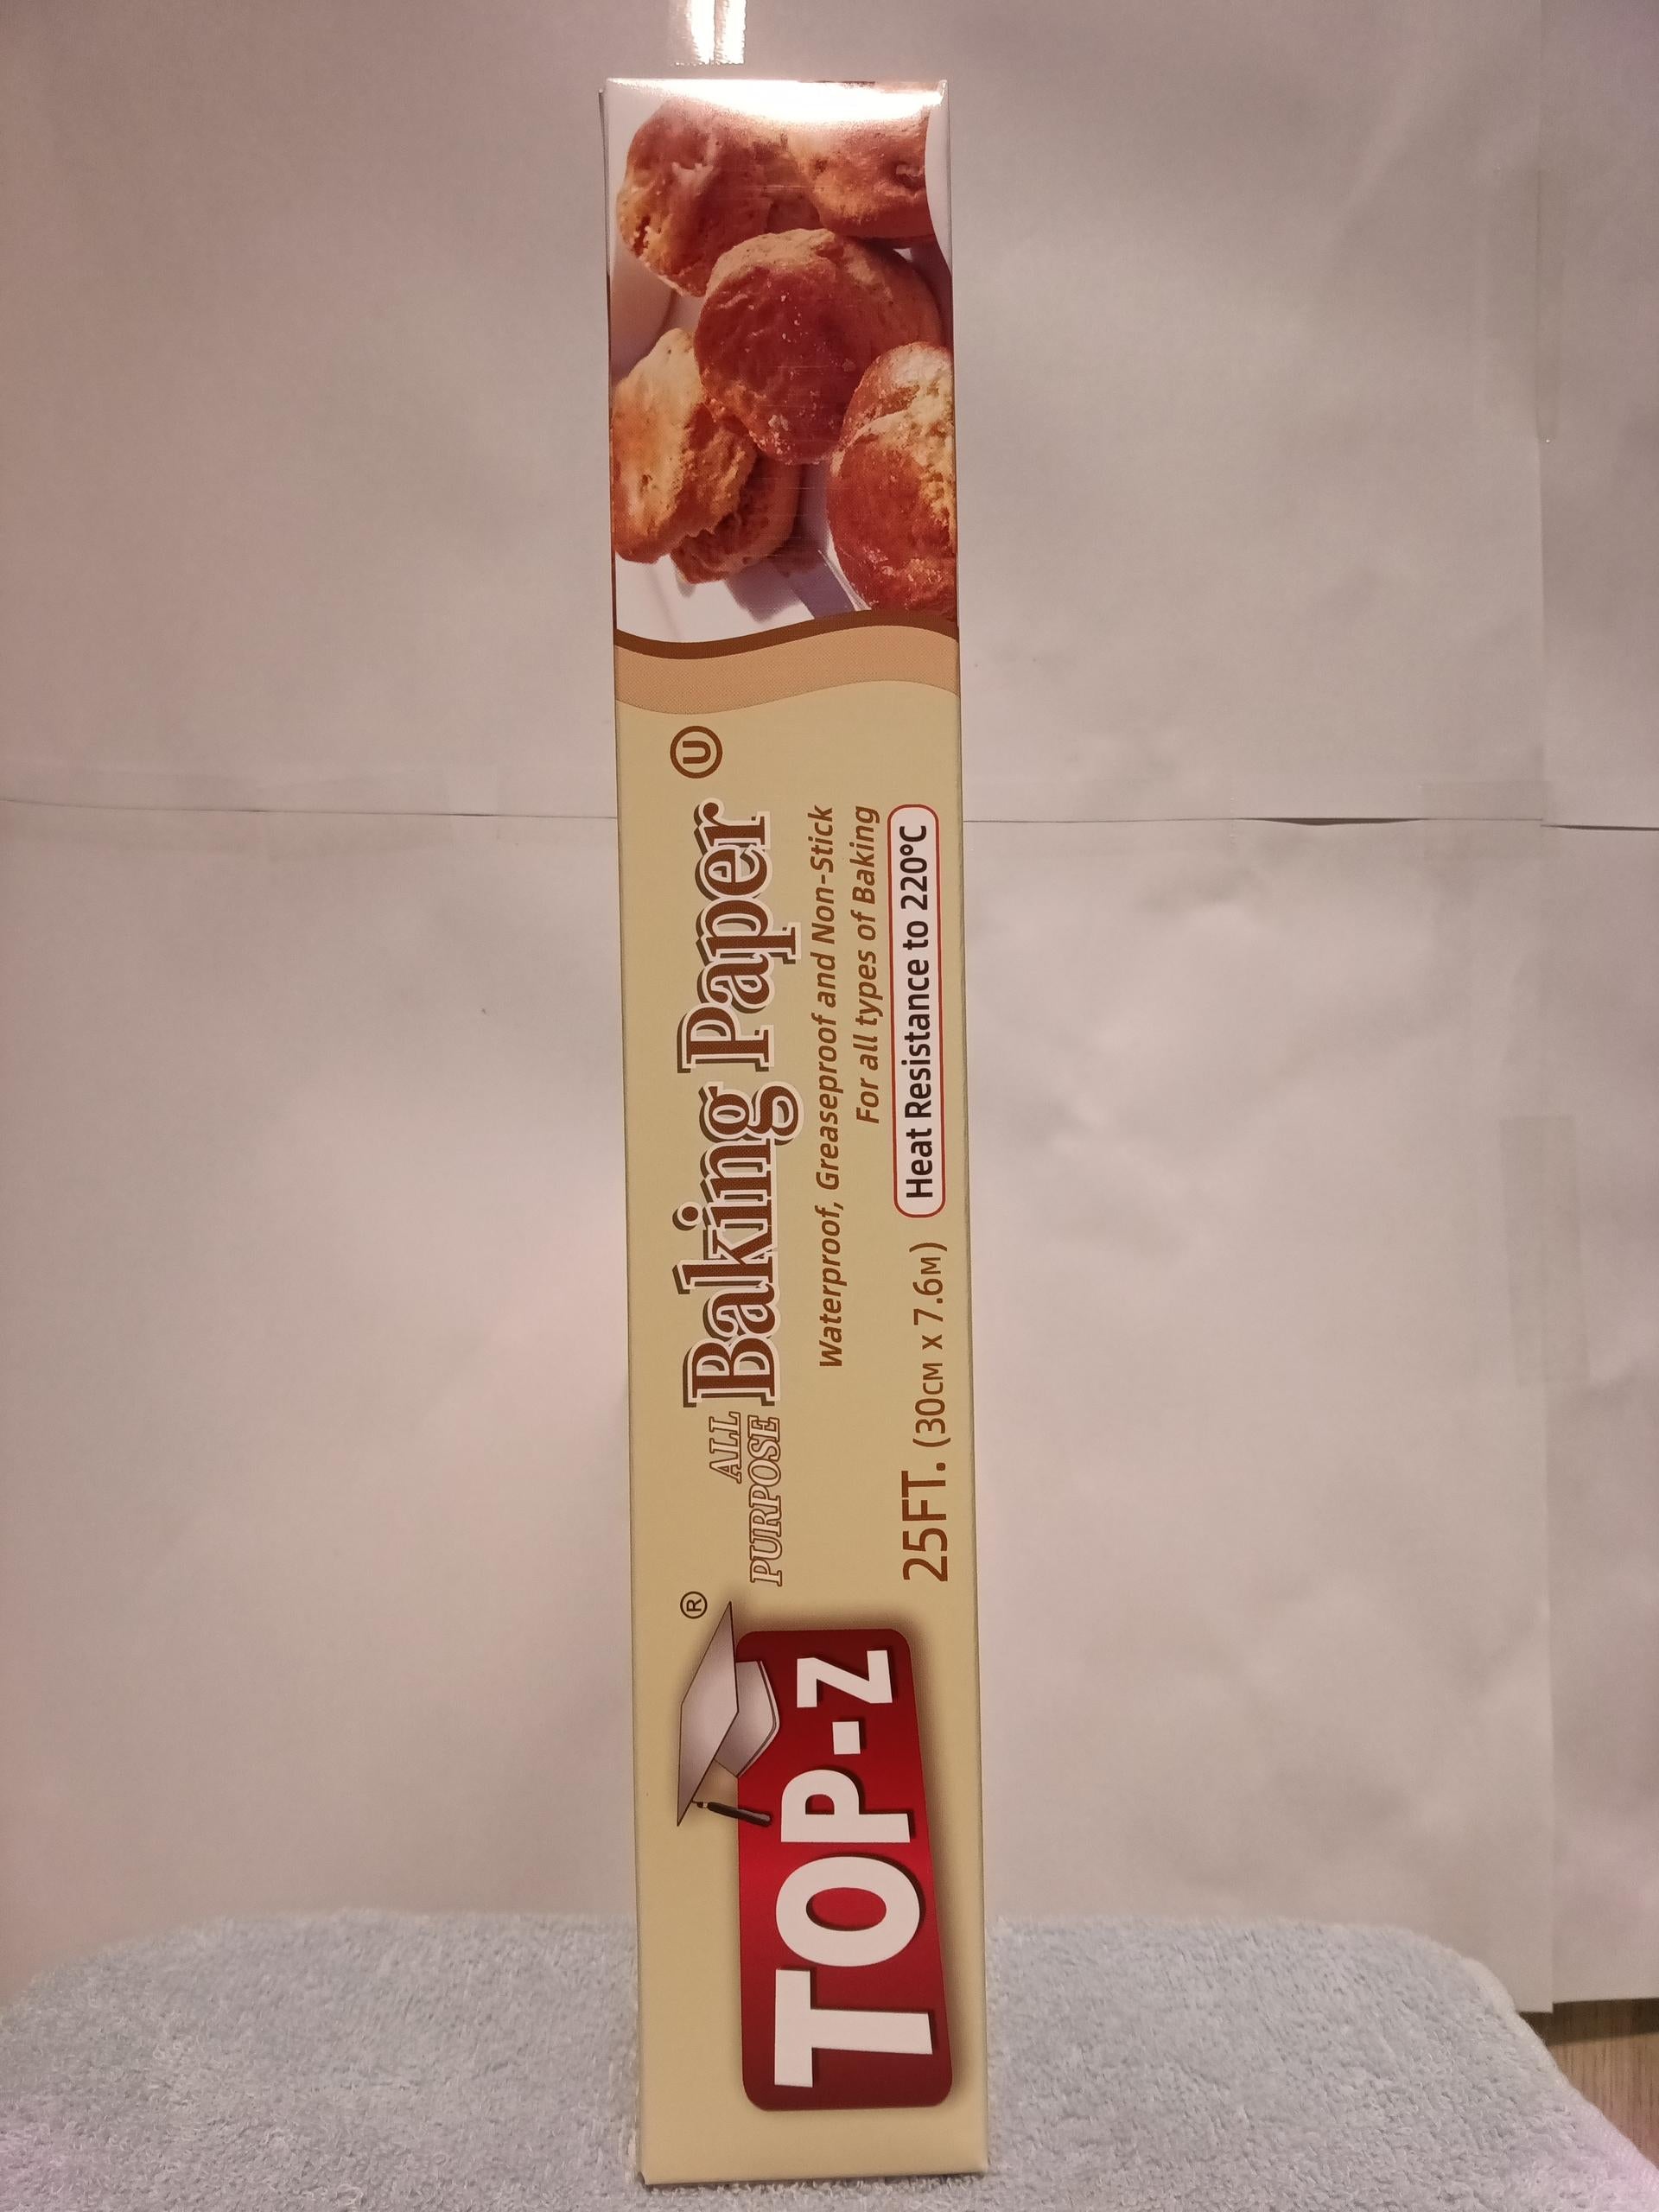 TOP-Z
®
ALL
PURPOSE
Baking Paper
U
Waterproof, Greaseproof and Non-Stick
For all types of Baking
25FT. (30CM x 7.6M)
Heat Resistance to 220°C